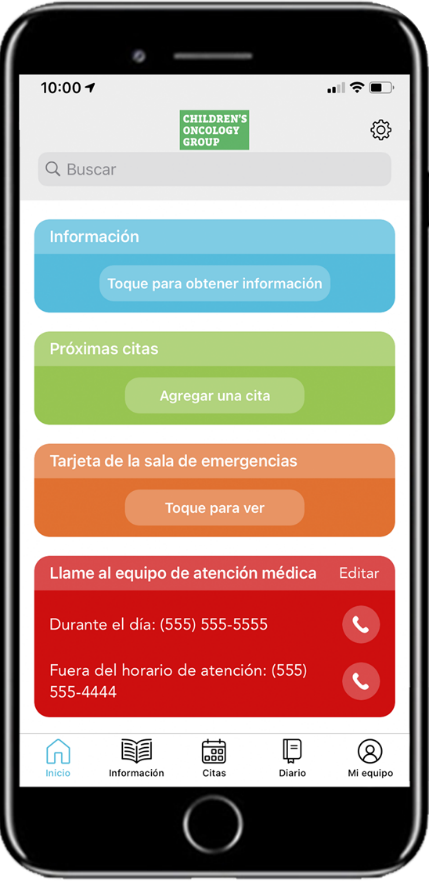 10:00
CHILDREN'S
ONCOLOGY
GROUP
Buscar
Información
Toque para obtener información
Próximas citas
Agregar una cita
Tarjeta de la sala de emergencias
Toque para ver
Llame al equipo de atención médica Editar
Durante el día: (555) 555-5555
Fuera del horario de atención: (555)
555-4444
Inicio Información Citas Diario Mi equipo